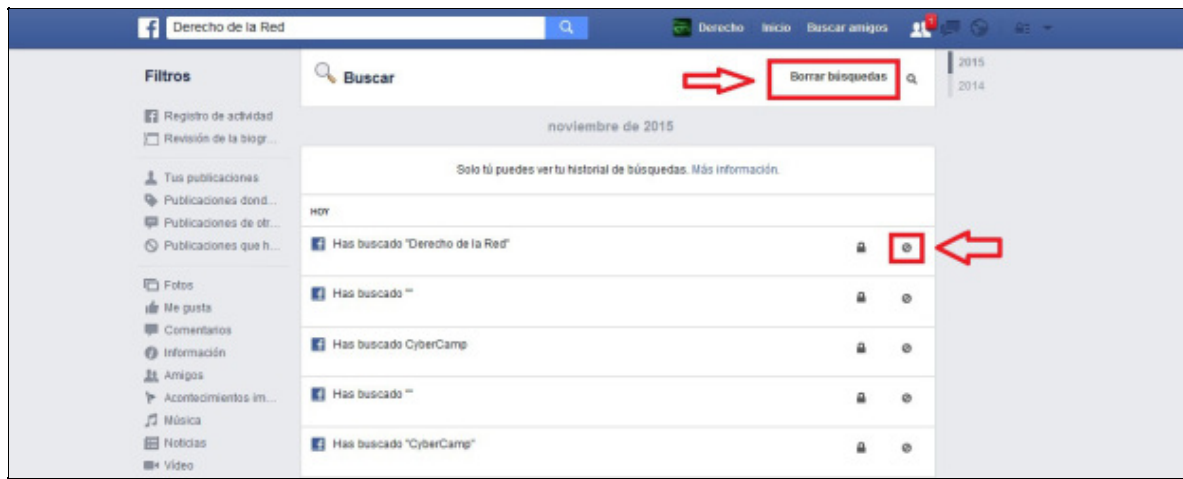 Derecho de la Red
Derecho Inicio Buscar amigos 1
Filtros
Registro de actividad
Revisión de la biogr...
Tus publicaciones
Publicaciones dond...
Publicaciones de otr...
Publicaciones que h...
Fotos
Me gusta
Comentarios
Información
Amigos
Acontecimientos im...
Música
Noticias
Vídeo
Buscar
Borrar búsquedas
noviembre de 2015
Solo tú puedes ver tu historial de búsquedas. Más información.
HOY
Has buscado "Derecho de la Red"
Has buscado ""
Has buscado CyberCamp
Has buscado ""
Has buscado "CyberCamp"
2015
2014